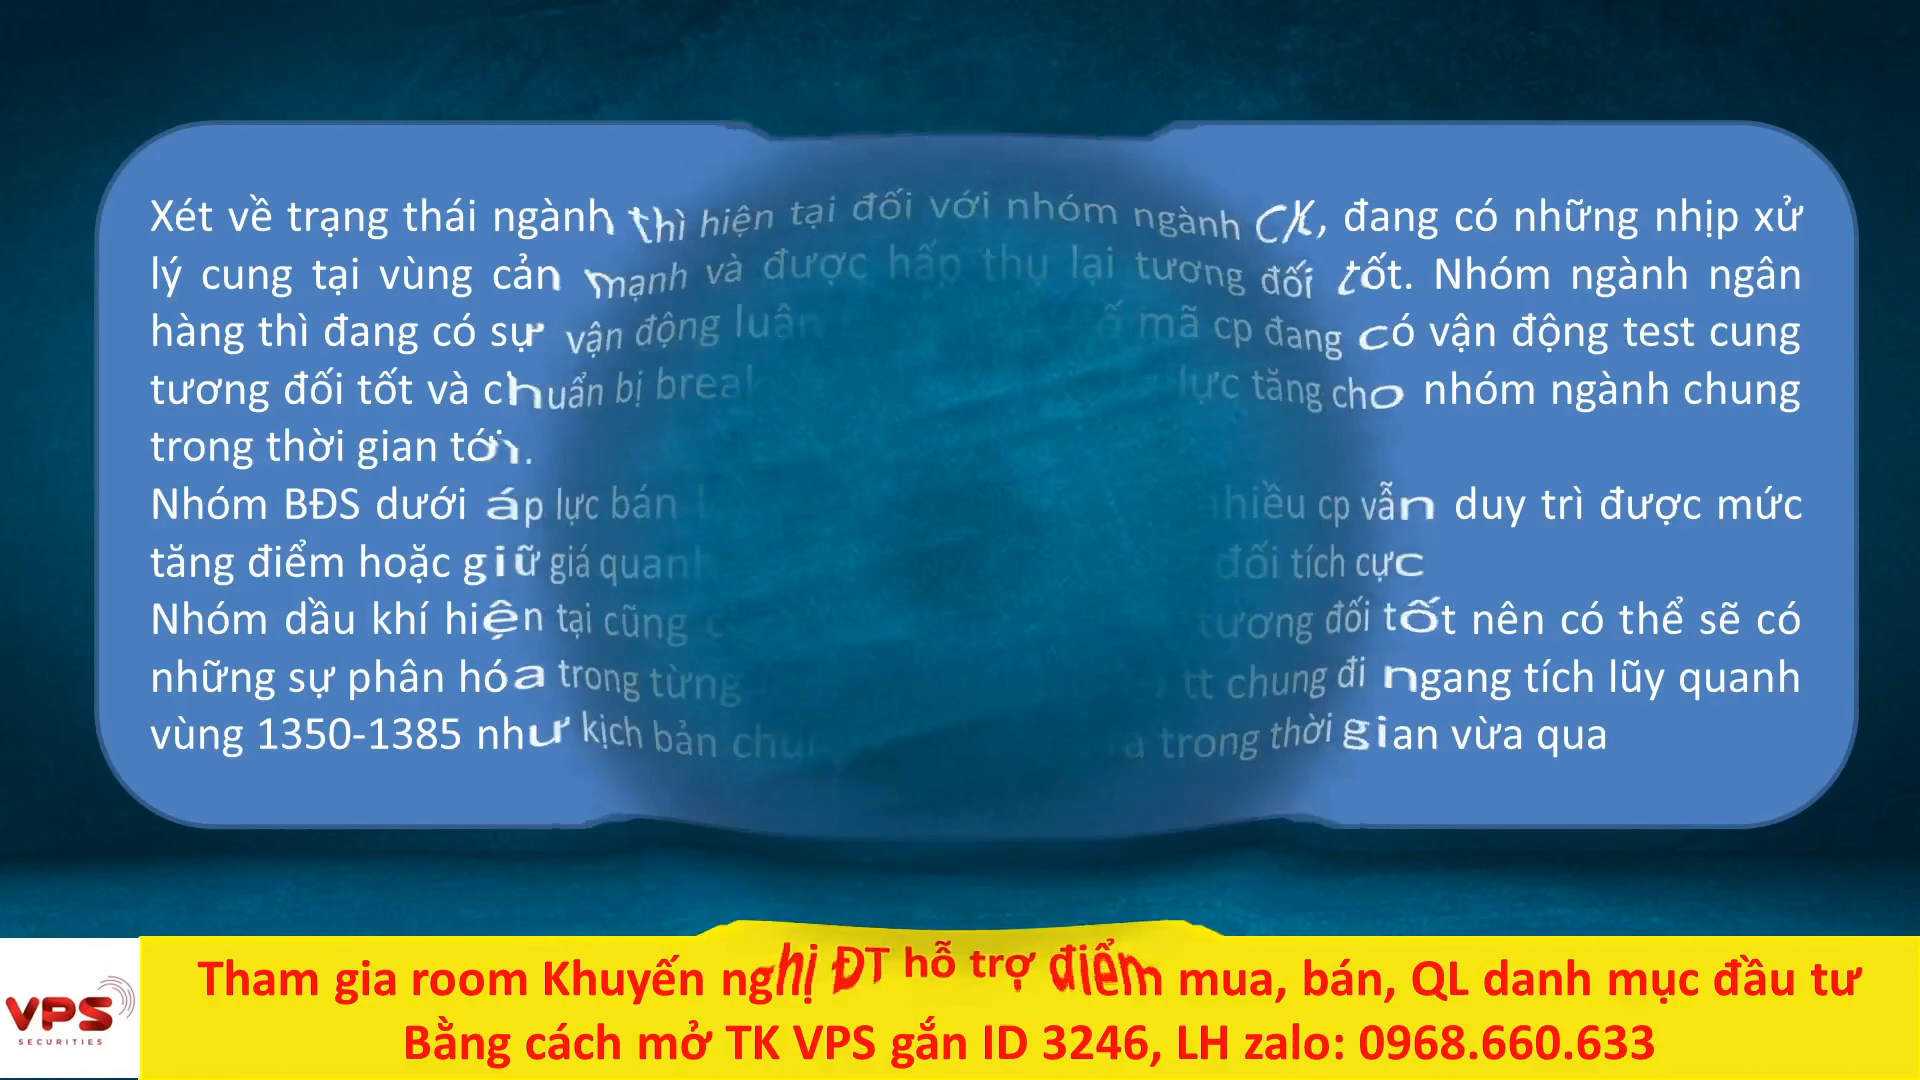 Xét về trạng thái ngành thì hiện tại đối với nhóm ngành CK, đang có những nhịp xử
lý cung tại vùng cản mạnh và được hấp thụ lại tương đối tốt. Nhóm ngành ngân
hàng thì đang có sự vận động luân mã cp đang có vận động test cung
tương đối tốt và chuẩn bị break lực tăng cho nhóm ngành chung
trong thời gian tới.
Nhóm BĐS dưới áp lực bán nhiều cp vẫn duy trì được mức
tăng điểm hoặc giữ giá quanh đối tích cực
Nhóm dầu khí hiện tại cũng tương đối tốt nên có thể sẽ có
những sự phân hóa trong từng tt chung đi ngang tích lũy quanh
vùng 1350-1385 như kịch bản trong thời gian vừa qua
Tham gia room Khuyến nghị ĐT hỗ trợ điểm mua, bán, QL danh mục đầu tư
Bằng cách mở TK VPS gắn ID 3246, LH zalo: 0968.660.633
VPS
SECURITIES